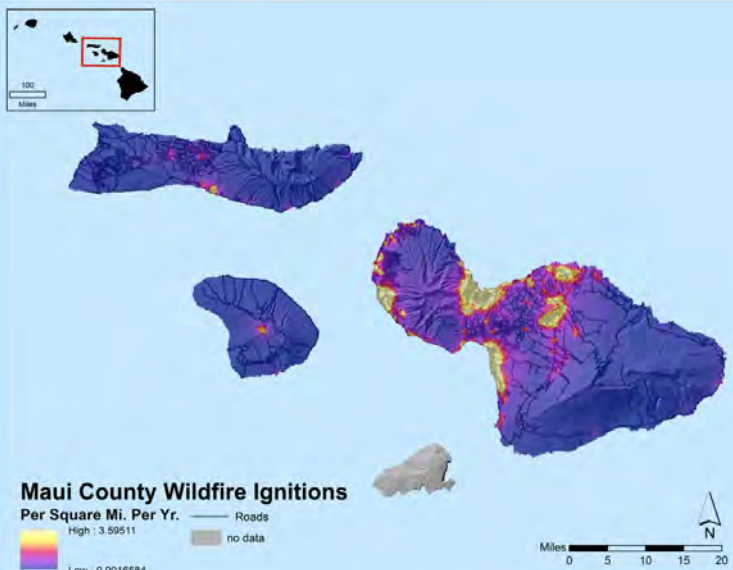 100
Miles
Maui County Wildfire Ignitions
Per Square Mi. Per Yr.
Roads
High : 3.59511
no data
N
Miles
0 5 10 15 20